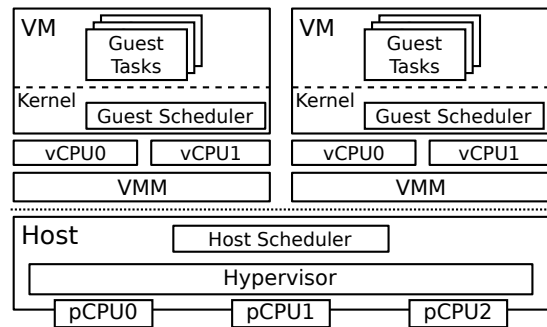 VM
Guest
Tasks
Kernel
Guest Scheduler
vCPU0
vCPU1
VMM
VM
Guest
Tasks
Kernel
Guest Scheduler
vCPU0
vCPU1
VMM
Host
Host Scheduler
Hypervisor
pCPU0
pCPU1
pCPU2